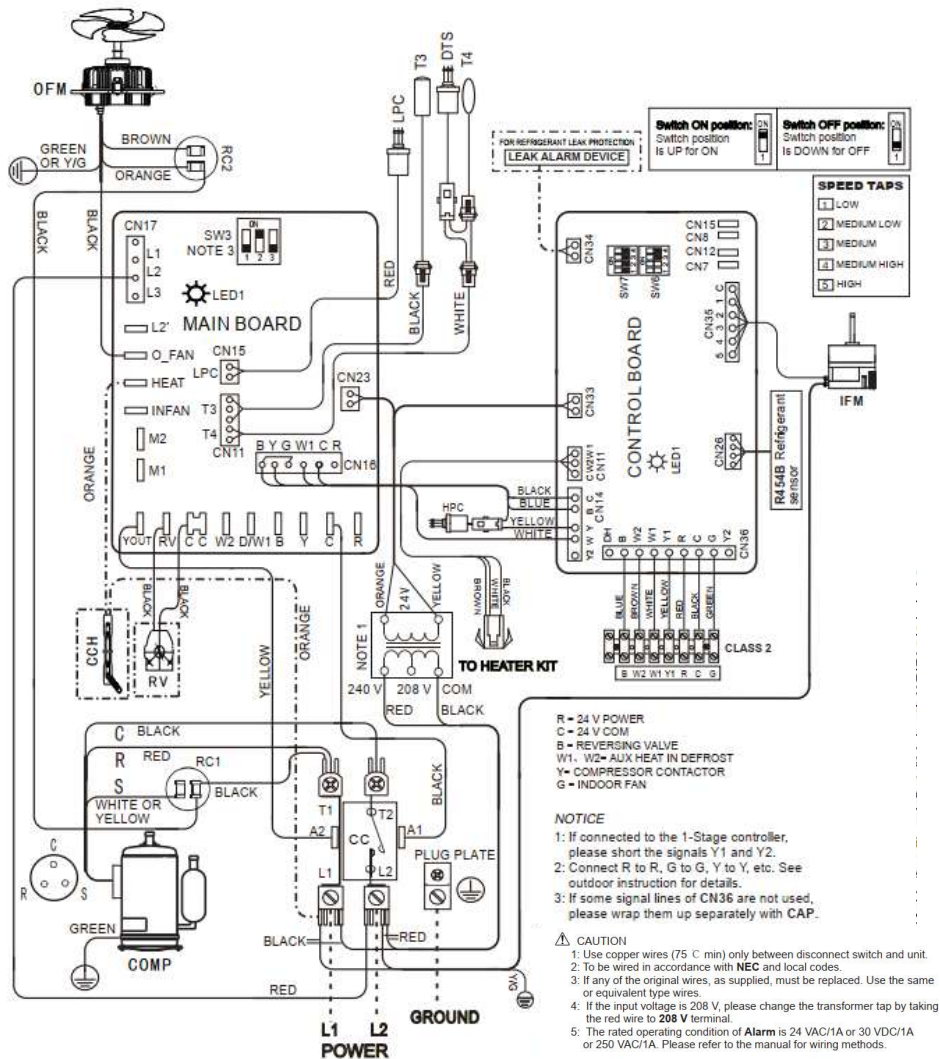 OFM
BROWN
GREEN
OR Y/G
ORANGE
RC2
BLACK
BLACK
LPC
T3
DTS
T4
RED
BLACK
WHITE
FOR REFRIGERANT LEAK PROTECTION
LEAK ALARM DEVICE
Switch ON position:
Switch position
Is UP for ON
ON
1
Switch OFF position:
Switch position
Is DOWN for OFF
ON
1
SPEED TAPS
1 LOW
2 MEDIUM LOW
3 MEDIUM
4 MEDIUM HIGH
5 HIGH
CN17
L1
L2
L3
SW3
NOTE 3
ON
1 2 3
LED1
MAIN BOARD
L2'
O_FAN
HEAT
INFAN
M2
M1
CN15
LPC
T3
T4
CN11
CN23
B Y G W1 C R
CN16
YOUT RV C C W2 D/W1 B Y C R
CN34
SW7
SW6
CN15
CN8
CN12
CN7
C
1
2
3
4
5
CN35
CONTROL BOARD
LED1
CN33
C W2 W1
CN11
C
B
Y
W
Y2
CN14
CN26
R454B Refrigerant
sensor
IFM
BLACK
BLUE
YELLOW
WHITE
HPC
DH B W2 W1 Y1 R C G Y2
CN36
BLUE
BROWN
WHITE
YELLOW
RED
BLACK
GREEN
CLASS 2
B W2 W1 Y1 R C G
ORANGE
BLACK
BLACK
CCH
RV
YELLOW
ORANGE
ORANGE
24V
YELLOW
NOTE 1
240 V 208 V COM
RED
BLACK
BROWN
WHITE
BLACK
TO HEATER KIT
C BLACK
R RED
S
RC1
WHITE OR
YELLOW
BLACK
BLACK
T1
T2
A2
CC
A1
L1
L2
PLUG PLATE
C
R
S
GREEN
COMP
BLACK
RED
RED
Y/G
L1 L2
POWER
GROUND
R - 24 V POWER
C - 24 V COM
B - REVERSING VALVE
W1、W2- AUX HEAT IN DEFROST
Y- COMPRESSOR CONTACTOR
G - INDOOR FAN
NOTICE
1: If connected to the 1-Stage controller,
please short the signals Y1 and Y2.
2: Connect R to R, G to G, Y to Y, etc. See
outdoor instruction for details.
3: If some signal lines of CN36 are not used,
please wrap them up separately with CAP.
⚠ CAUTION
1: Use copper wires (75 C min) only between disconnect switch and unit.
2: To be wired in accordance with NEC and local codes.
3: If any of the original wires, as supplied, must be replaced. Use the same
or equivalent type wires.
4: If the input voltage is 208 V, please change the transformer tap by taking
the red wire to 208 V terminal.
5: The rated operating condition of Alarm is 24 VAC/1A or 30 VDC/1A
or 250 VAC/1A. Please refer to the manual for wiring methods.